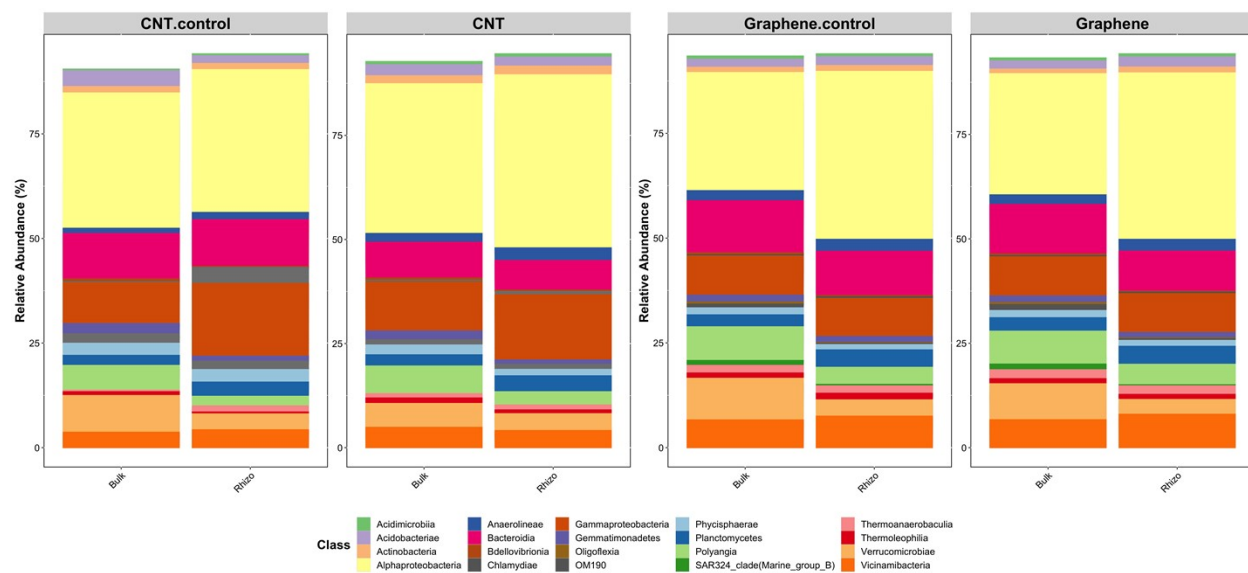 CNT.control
CNT
Graphene.control
Graphene
Relative Abundance (%)
75
50
25
0
Bulk
Rhizo
75
50
25
0
Bulk
Rhizo
Relative Abundance (%)
75
50
25
0
Bulk
Rhizo
75
50
25
0
Bulk
Rhizo
Class
Acidimicrobiia
Acidobacteriae
Actinobacteria
Alphaproteobacteria
Anaerolineae
Bacteroidia
Bdellovibrionia
Chlamydiae
Gammaproteobacteria
Gemmatimonadetes
Oligoflexia
OM190
Phycisphaerae
Planctomycetes
Polyangia
SAR324_clade(Marine_group_B)
Thermoanaerobaculia
Thermoleophilia
Verrucomicrobiae
Vicinamibacteria